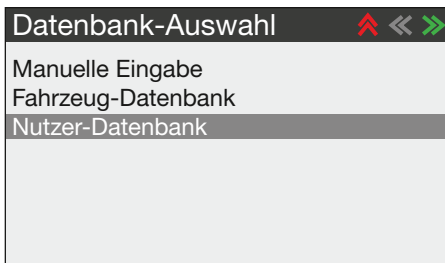 Datenbank-Auswahl
Manuelle Eingabe
Fahrzeug-Datenbank
Nutzer-Datenbank